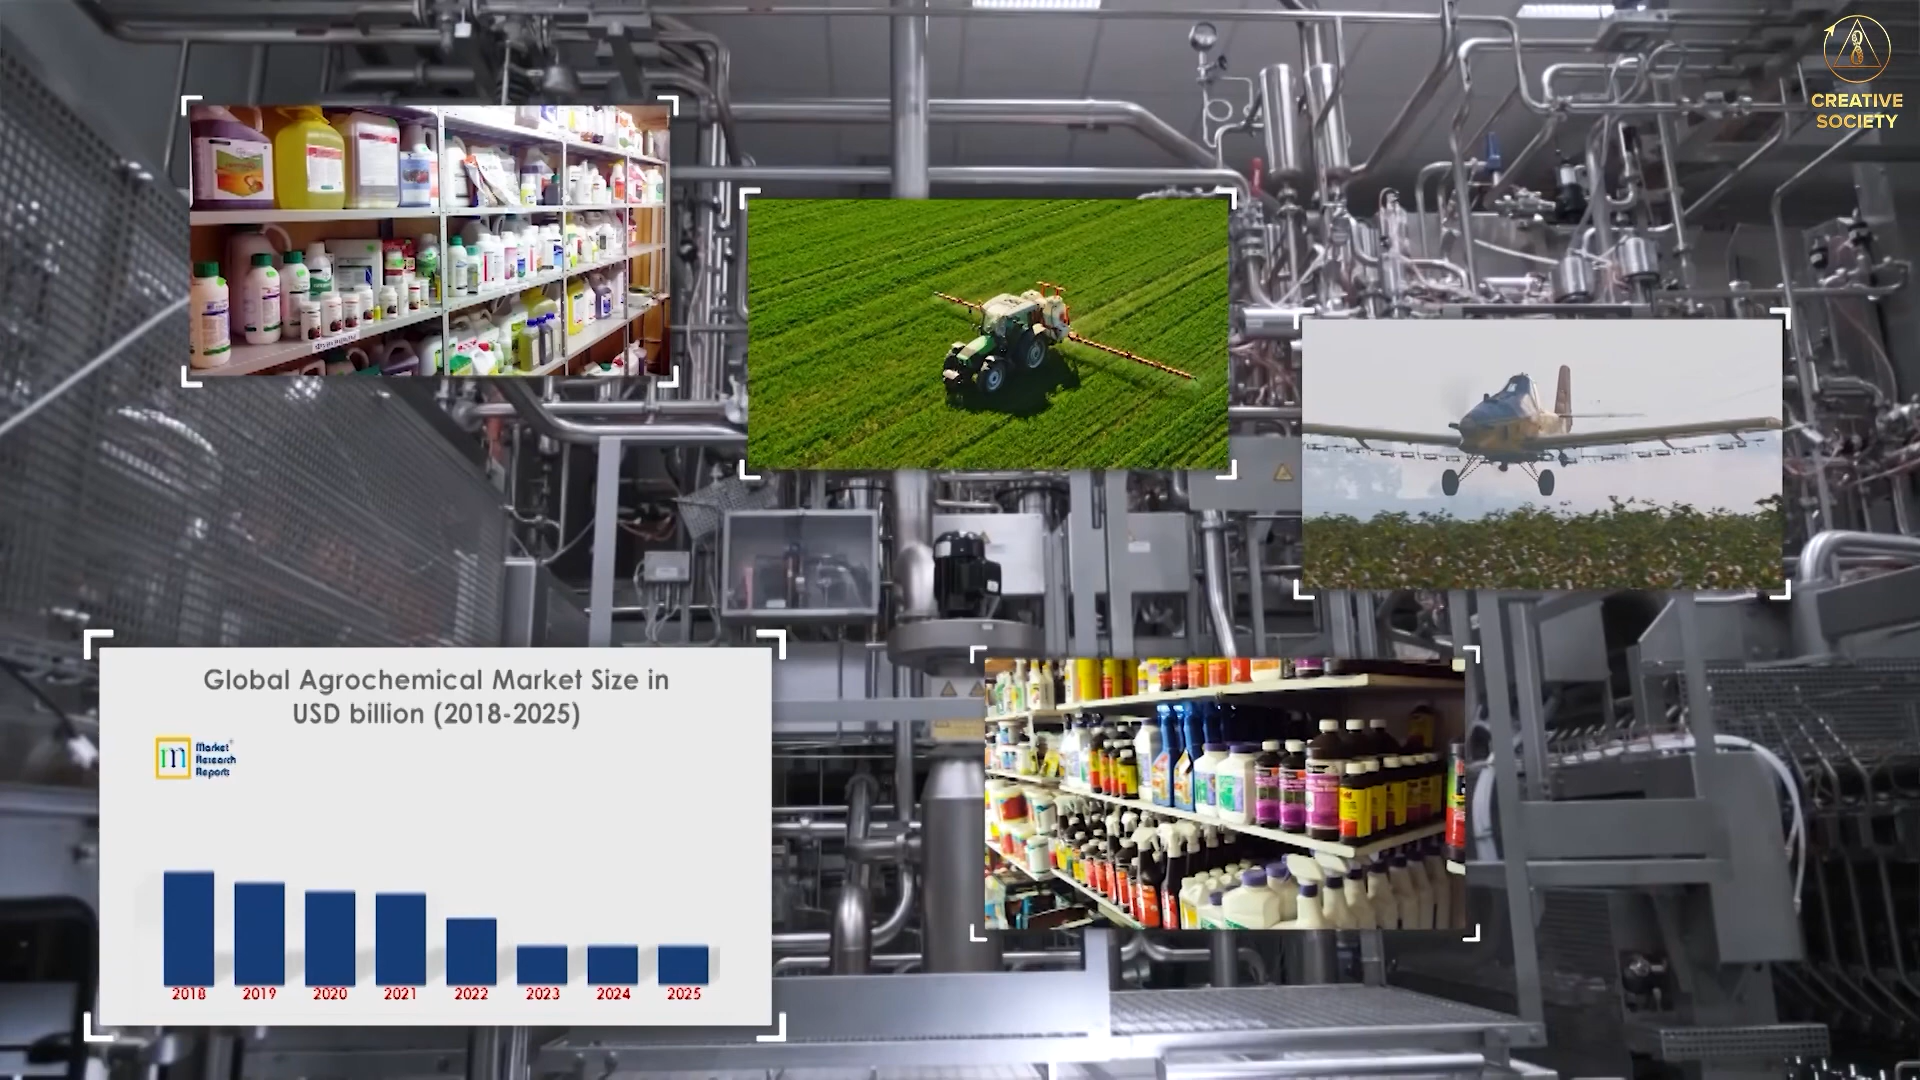 CREATIVE
SOCIETY
Фунгициды
Global Agrochemical Market Size in
USD billion (2018-2025)
m
Market
Research
Reports
2018 2019 2020 2021 2022 2023 2024 2025